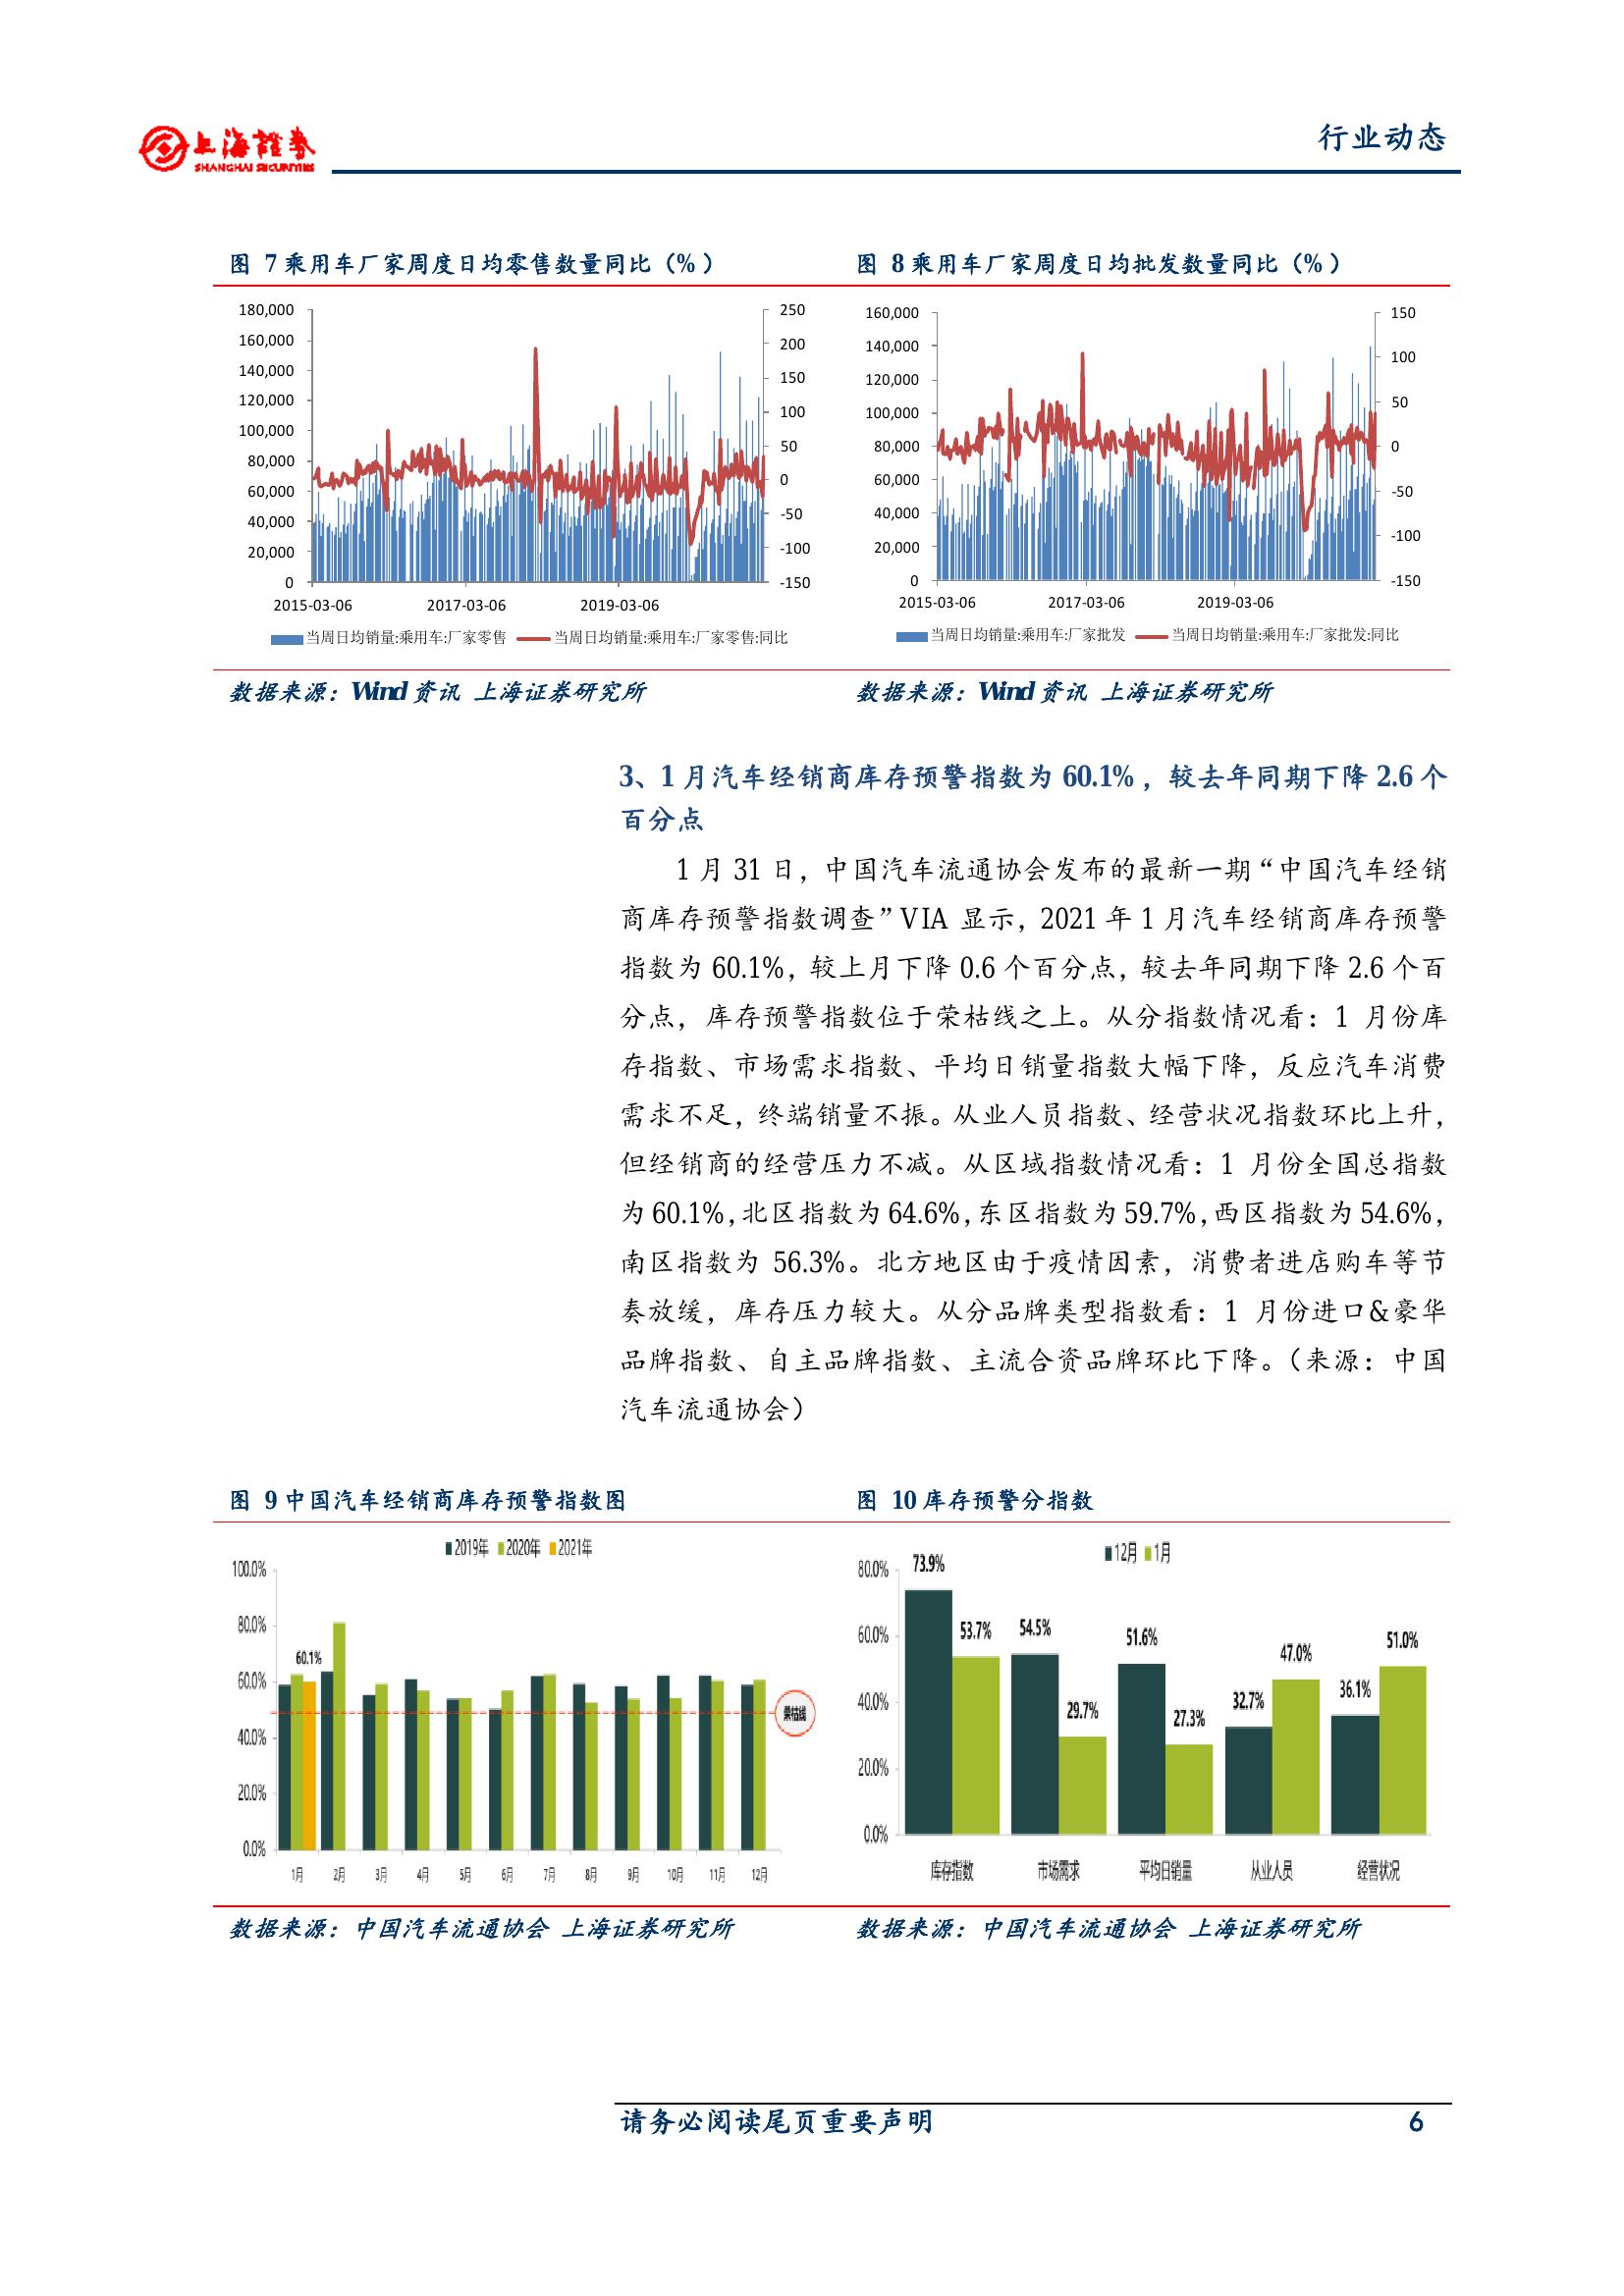 上海證券
SHANGHAI SECURITIES
行业动态
图 7 乘用车厂家周度日均零售数量同比（%）
图 8 乘用车厂家周度日均批发数量同比（%）
180,000
160,000
140,000
120,000
100,000
80,000
60,000
40,000
20,000
0
250
200
150
100
50
0
-50
-100
-150
2015-03-06 2017-03-06 2019-03-06
当周日均销量:乘用车:厂家零售 当周日均销量:乘用车:厂家零售:同比
160,000
140,000
120,000
100,000
80,000
60,000
40,000
20,000
0
150
100
50
0
-50
-100
-150
2015-03-06 2017-03-06 2019-03-06
当周日均销量:乘用车:厂家批发 当周日均销量:乘用车:厂家批发:同比
数据来源：Wind 资讯 上海证券研究所
数据来源：Wind 资讯 上海证券研究所
3、1 月汽车经销商库存预警指数为 60.1%，较去年同期下降 2.6 个
百分点
1 月 31 日，中国汽车流通协会发布的最新一期“中国汽车经销
商库存预警指数调查”VIA 显示，2021 年 1 月汽车经销商库存预警
指数为 60.1%，较上月下降 0.6 个百分点，较去年同期下降 2.6 个百
分点，库存预警指数位于荣枯线之上。从分指数情况看：1 月份库
存指数、市场需求指数、平均日销量指数大幅下降，反应汽车消费
需求不足，终端销量不振。从业人员指数、经营状况指数环比上升，
但经销商的经营压力不减。从区域指数情况看：1 月份全国总指数
为 60.1%，北区指数为 64.6%，东区指数为 59.7%，西区指数为 54.6%，
南区指数为 56.3%。北方地区由于疫情因素，消费者进店购车等节
奏放缓，库存压力较大。从分品牌类型指数看：1 月份进口&豪华
品牌指数、自主品牌指数、主流合资品牌环比下降。（来源：中国
汽车流通协会）
图 9 中国汽车经销商库存预警指数图
图 10 库存预警分指数
2019年 2020年 2021年
100.0%
80.0%
60.0%
40.0%
20.0%
0.0%
60.1%
荣枯线
1月 2月 3月 4月 5月 6月 7月 8月 9月 10月 11月 12月
12月 1月
80.0%
60.0%
40.0%
20.0%
0.0%
73.9% 53.7% 54.5% 29.7% 51.6% 27.3% 32.7% 47.0% 36.1% 51.0%
库存指数 市场需求 平均日销量 从业人员 经营状况
数据来源：中国汽车流通协会 上海证券研究所
数据来源：中国汽车流通协会 上海证券研究所
请务必阅读尾页重要声明
6